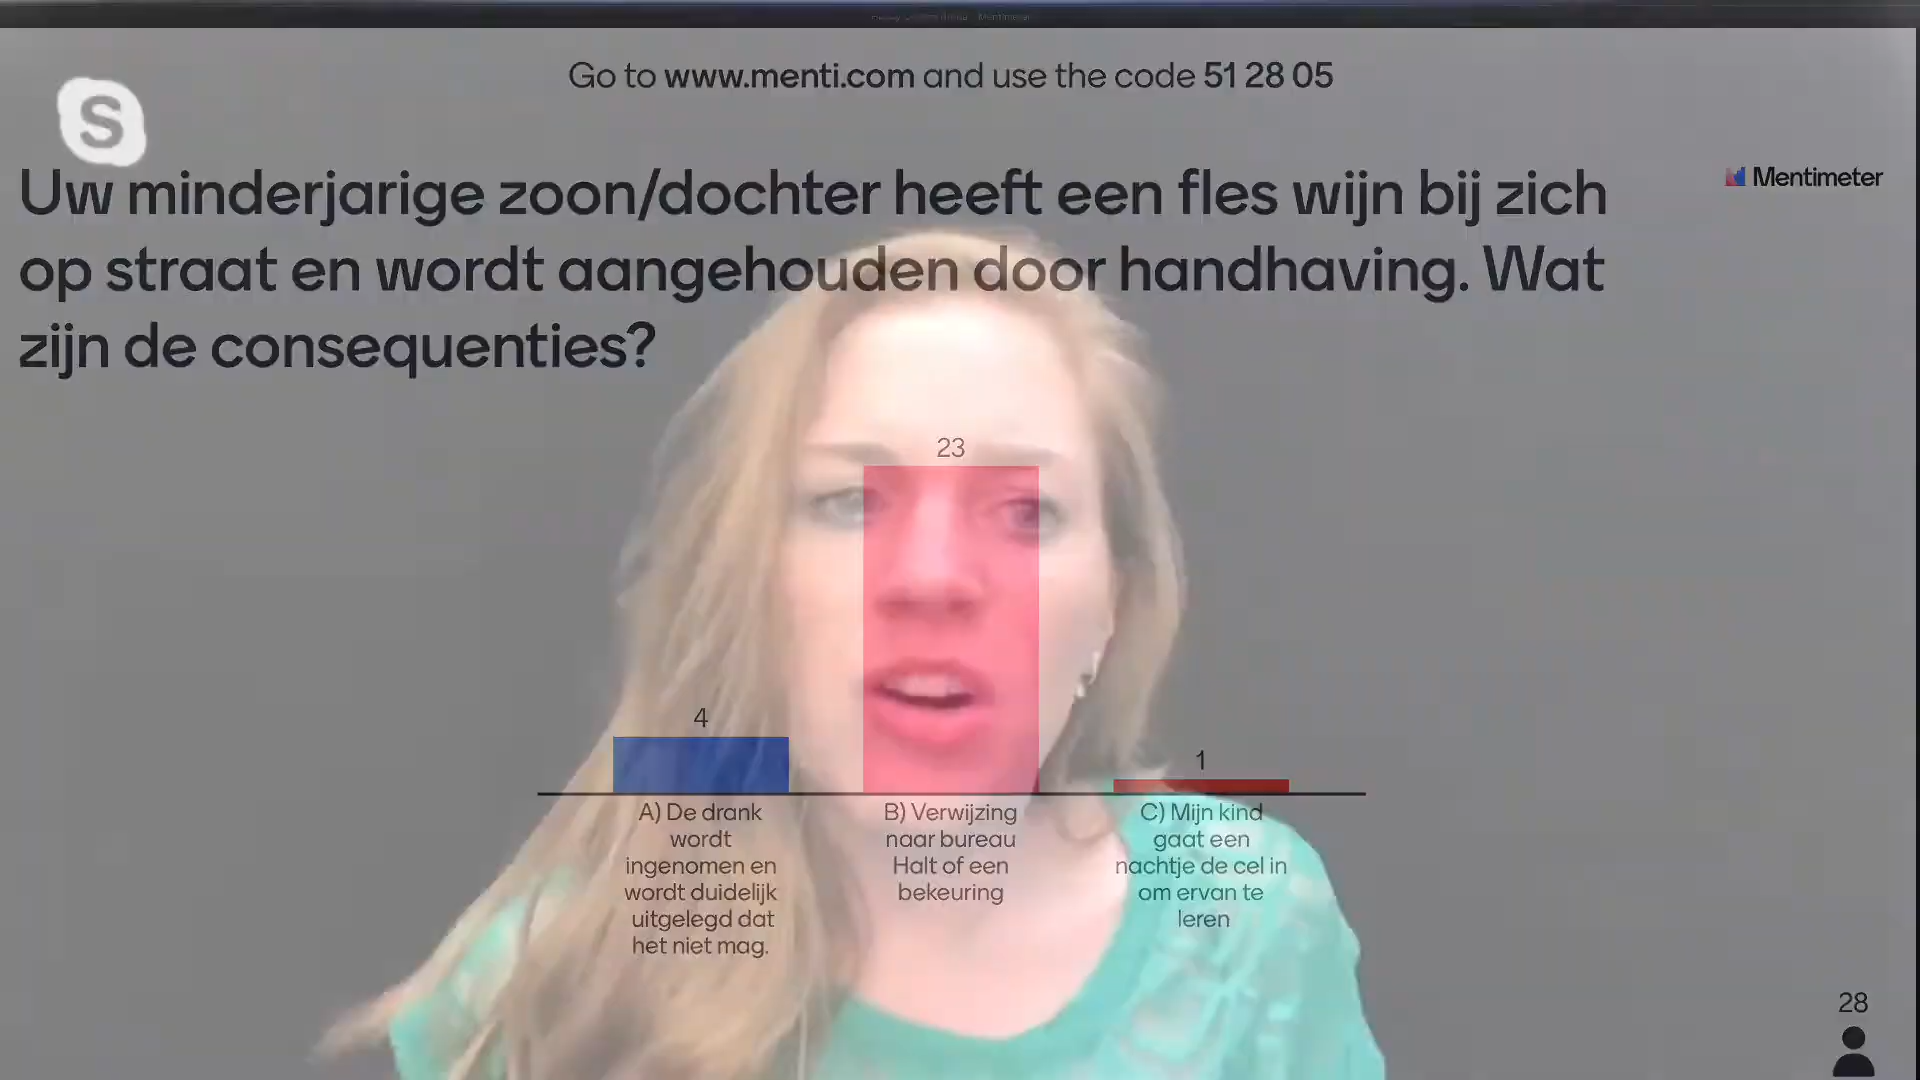 Go to www.menti.com and use the code 51 28 05
S
Mentimeter
Uw minderjarige zoon/dochter heeft een fles wijn bij zich
op straat en wordt aangehouden door handhaving. Wat
zijn de consequenties?
23
4
1
A) De drank
wordt
ingenomen en
wordt duidelijk
uitgelegd dat
het niet mag.
B) Verwijzing
naar bureau
Halt of een
bekeuring
C) Mijn kind
gaat een
nachtje de cel in
om ervan te
leren
28